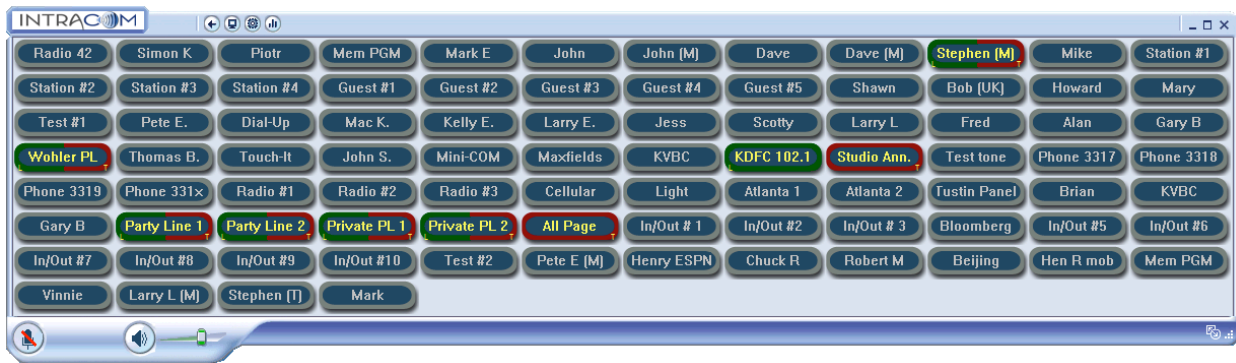 INTRACOM
Radio 42 Simon K Piotr Mem PGM Mark E John John (M) Dave Dave (M) Stephen (M) Mike Station #1
Station #2 Station #3 Station #4 Guest #1 Guest #2 Guest #3 Guest #4 Guest #5 Shawn Bob (UK) Howard Mary
Test #1 Pete E. Dial-Up Mac K. Kelly E. Larry E. Jess Scotty Larry L Fred Alan Gary B
Wohler PL Thomas B. Touch-It John S. Mini-COM Maxfields KVBC KDFC 102.1 Studio Ann. Test tone Phone 3317 Phone 3318
Phone 3319 Phone 331x Radio #1 Radio #2 Radio #3 Cellular Light Atlanta 1 Atlanta 2 Tustin Panel Brian KVBC
Gary B Party Line 1 Party Line 2 Private PL 1 Private PL 2 All Page In/Out # 1 In/Out #2 In/Out # 3 Bloomberg In/Out #5 In/Out #6
In/Out #7 In/Out #8 In/Out #9 In/Out #10 Test #2 Pete E (M) Henry ESPN Chuck R Robert M Beijing Hen R mob Mem PGM
Vinnie Larry L (M) Stephen (T) Mark